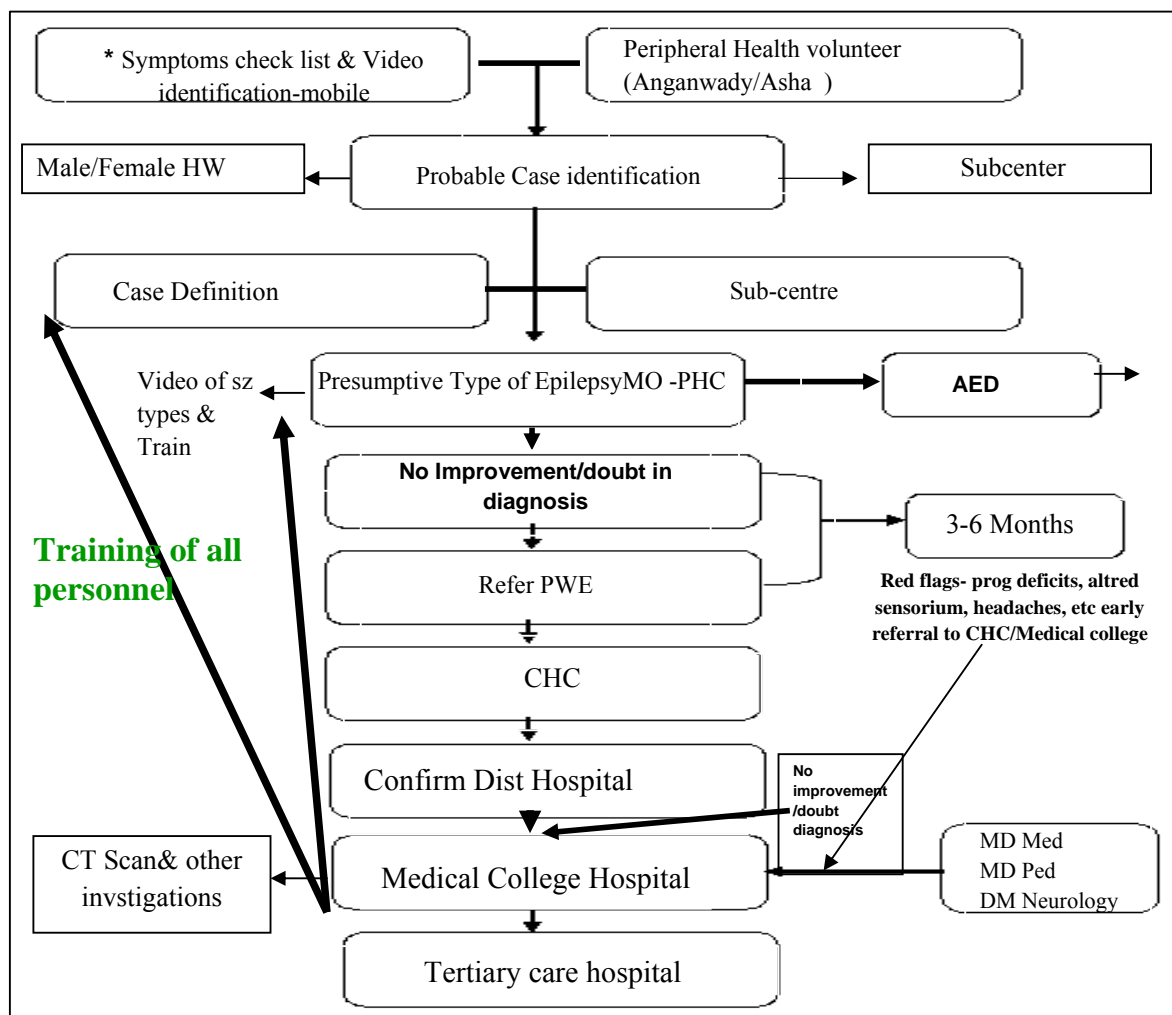 * Symptoms check list & Video
identification-mobile
Peripheral Health volunteer
(Anganwady/Asha )
Male/Female HW
Probable Case identification
Subcenter
Case Definition
Sub-centre
Video of sz
types &
Train
Presumptive Type of EpilepsyMO -PHC
AED
No Improvement/doubt in
diagnosis
3-6 Months
Training of all
personnel
Refer PWE
Red flags- prog deficits, altred
sensorium, headaches, etc early
referral to CHC/Medical college
CHC
Confirm Dist Hospital
No
improvement
/doubt
diagnosis
CT Scan& other
invstigations
Medical College Hospital
MD Med
MD Ped
DM Neurology
Tertiary care hospital